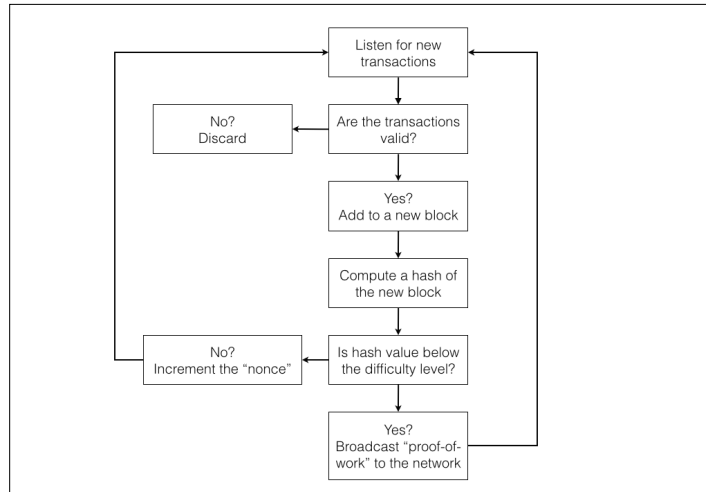 Listen for new
transactions
No?
Discard
Are the transactions
valid?
Yes?
Add to a new block
Compute a hash of
the new block
No?
Increment the “nonce”
Is hash value below
the difficulty level?
Yes?
Broadcast “proof-of-
work” to the network